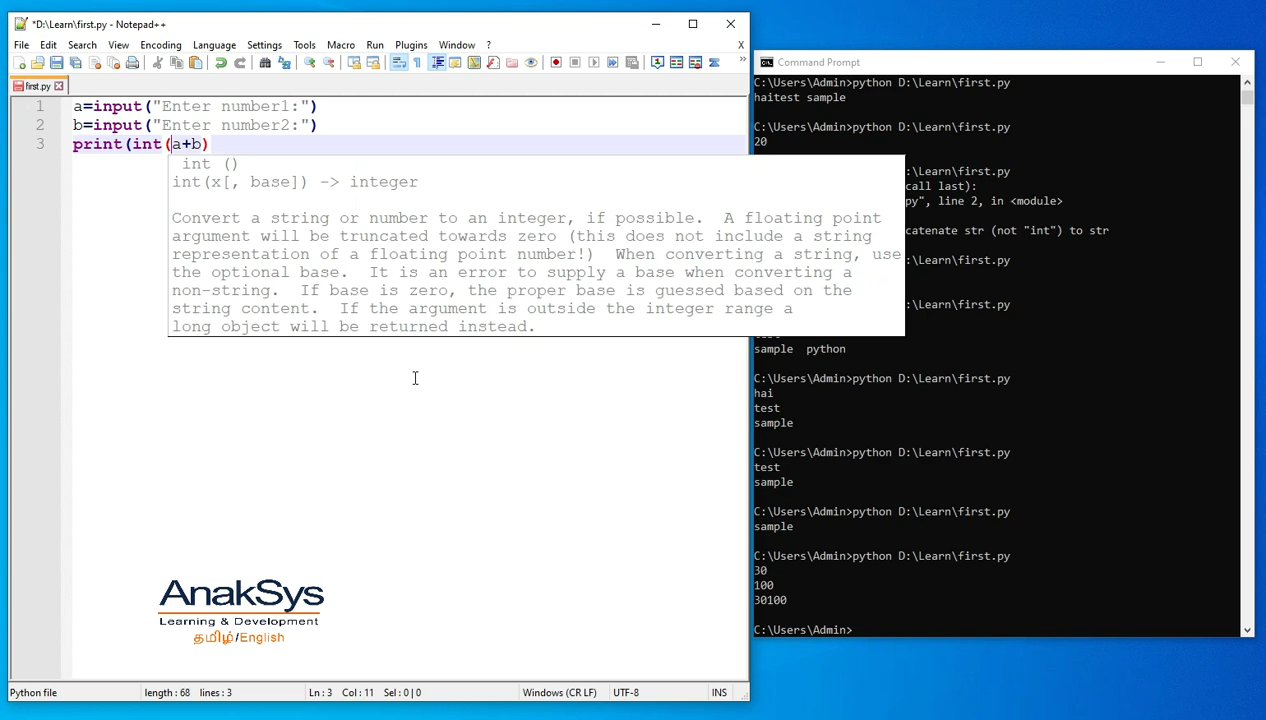 *D:\Learn\first.py - Notepad++
File Edit Search View Encoding Language Settings Tools Macro Run Plugins Window ? X
first.py
1 a=input("Enter number1:")
2 b=input("Enter number2:")
3 print(int(a+b)
int ()
int(x[, base]) -> integer
Convert a string or number to an integer, if possible.  A floating point
argument will be truncated towards zero (this does not include a string
representation of a floating point number!)  When converting a string, use
the optional base.  It is an error to supply a base when converting a
non-string.  If base is zero, the proper base is guessed based on the
string content.  If the argument is outside the integer range a
long object will be returned instead.
AnakSys
Learning & Development
தமிழ்/English
Python file length : 68 lines : 3 Ln : 3 Col : 11 Sel : 0 | 0 Windows (CR LF) UTF-8 INS
Command Prompt
C:\Users\Admin>python D:\Learn\first.py
haitest sample
C:\Users\Admin>python D:\Learn\first.py
20
:\Learn\first.py
call last):
py", line 2, in <module>
catenate str (not "int") to str
:\Learn\first.py
:\Learn\first.py
sample  python
C:\Users\Admin>python D:\Learn\first.py
hai
test
sample
C:\Users\Admin>python D:\Learn\first.py
test
sample
C:\Users\Admin>python D:\Learn\first.py
sample
C:\Users\Admin>python D:\Learn\first.py
30
100
30100
C:\Users\Admin>